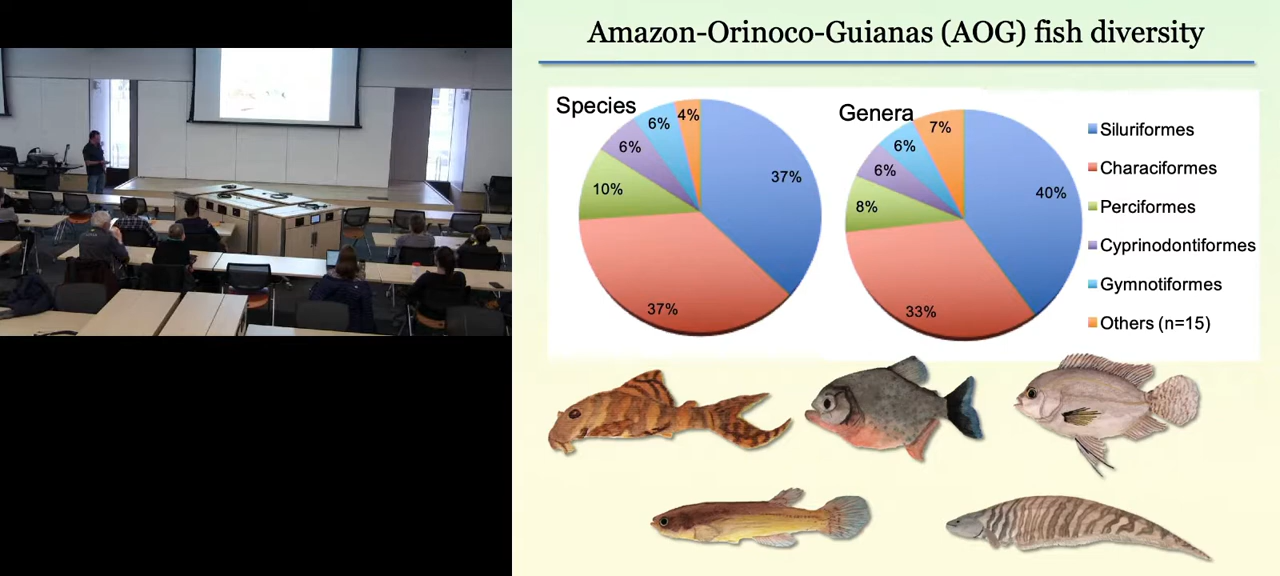 Amazon-Orinoco-Guianas (AOG) fish diversity
Species
4%
6%
6%
10%
37%
37%
Genera
7%
6%
6%
8%
40%
33%
Siluriformes
Characiformes
Perciformes
Cyprinodontiformes
Gymnotiformes
Others (n=15)